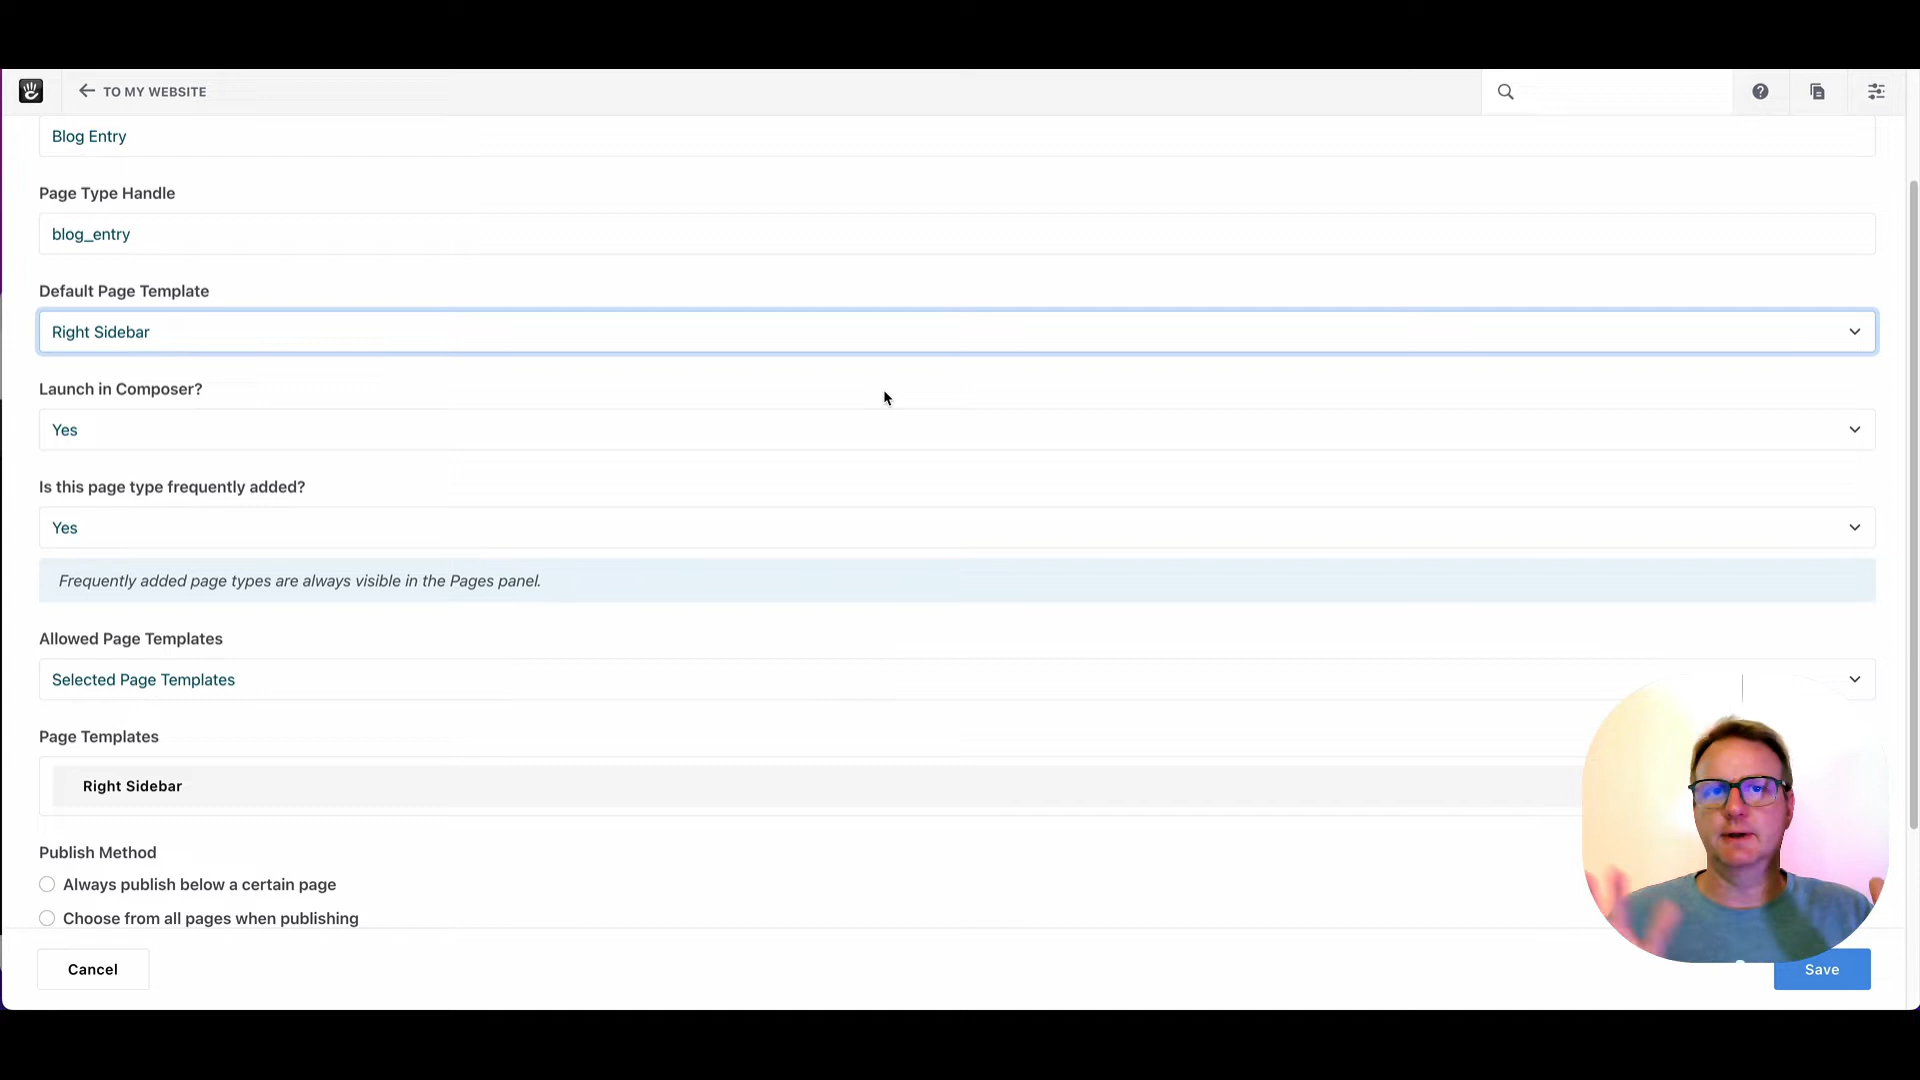 TO MY WEBSITE
Blog Entry
Page Type Handle
blog_entry
Default Page Template
Right Sidebar
Launch in Composer?
Yes
Is this page type frequently added?
Yes
Frequently added page types are always visible in the Pages panel.
Allowed Page Templates
Selected Page Templates
Page Templates
Right Sidebar
Publish Method
Always publish below a certain page
Choose from all pages when publishing
Cancel
Save